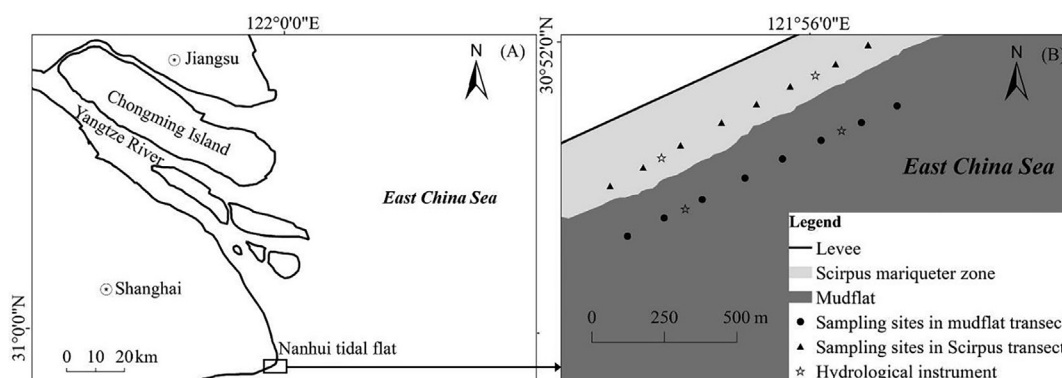 122°0'0"E
121°56'0"E
(A)
N
Jiangsu
Chongming Island
Yangtze River
East China Sea
Shanghai
31°0'0"N
0 10 20 km
Nanhui tidal flat
30°52'0"N
(B)
N
East China Sea
Legend
Levee
Scirpus mariqueter zone
Mudflat
Sampling sites in mudflat transect
Sampling sites in Scirpus transect
Hydrological instrument
0 250 500 m